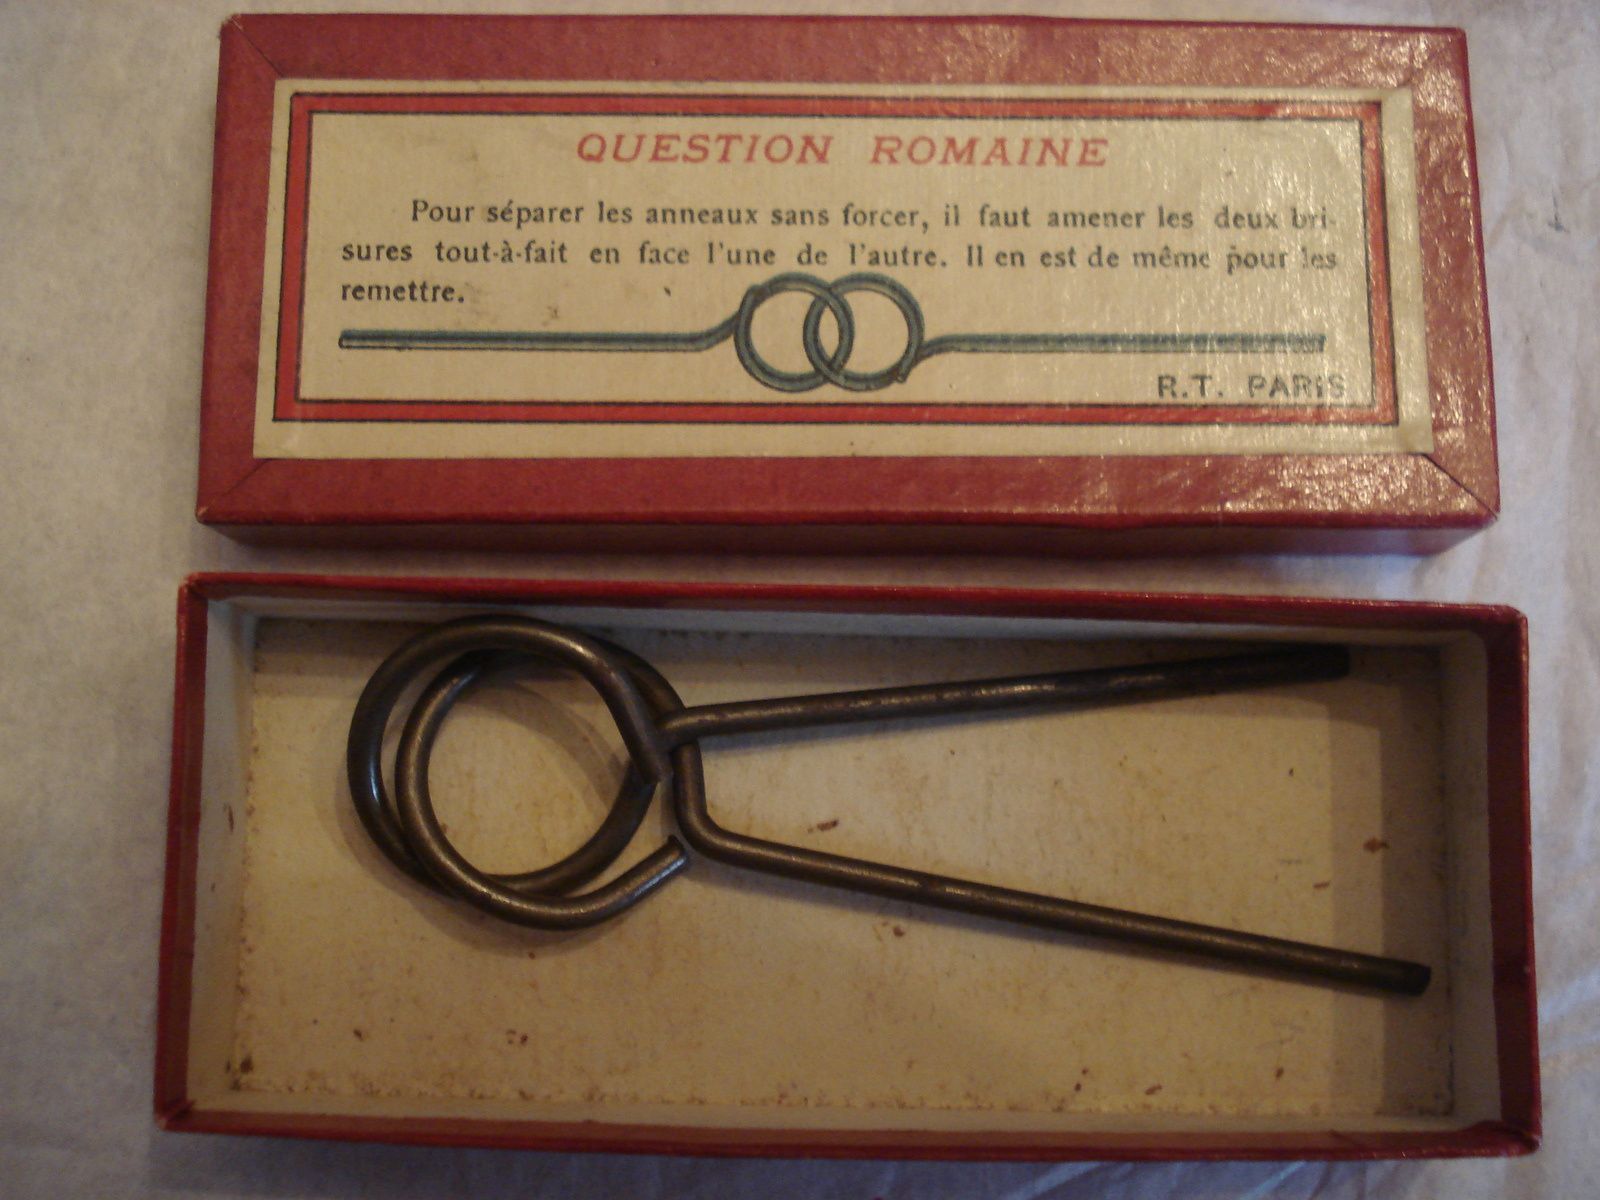 QUESTION ROMAINE
Pour séparer les anneaux sans forcer, il faut amener les deux bri-
sures tout-à-fait en face l'une de l'autre. Il en est de même pour les
remettre.
R.T. PARIS